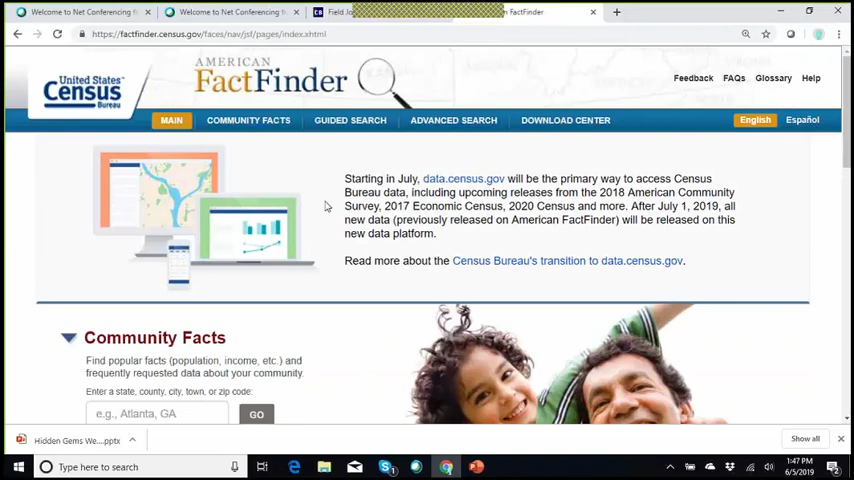 Welcome to Net Conferencing fr
Welcome to Net Conferencing fr
Field Jo
n FactFinder
https://factfinder.census.gov/faces/nav/jsf/pages/index.xhtml
United States®
Census
Bureau
AMERICAN
FactFinder
Feedback FAQs Glossary Help
MAIN COMMUNITY FACTS GUIDED SEARCH ADVANCED SEARCH DOWNLOAD CENTER English Español
Starting in July, data.census.gov will be the primary way to access Census
Bureau data, including upcoming releases from the 2018 American Community
Survey, 2017 Economic Census, 2020 Census and more. After July 1, 2019, all
new data (previously released on American FactFinder) will be released on this
new data platform.
Read more about the Census Bureau's transition to data.census.gov.
Community Facts
Find popular facts (population, income, etc.) and
frequently requested data about your community.
Enter a state, county, city, town, or zip code:
e.g., Atlanta, GA GO
Hidden Gems We....pptx Show all
Type here to search
1:47 PM
6/5/2019